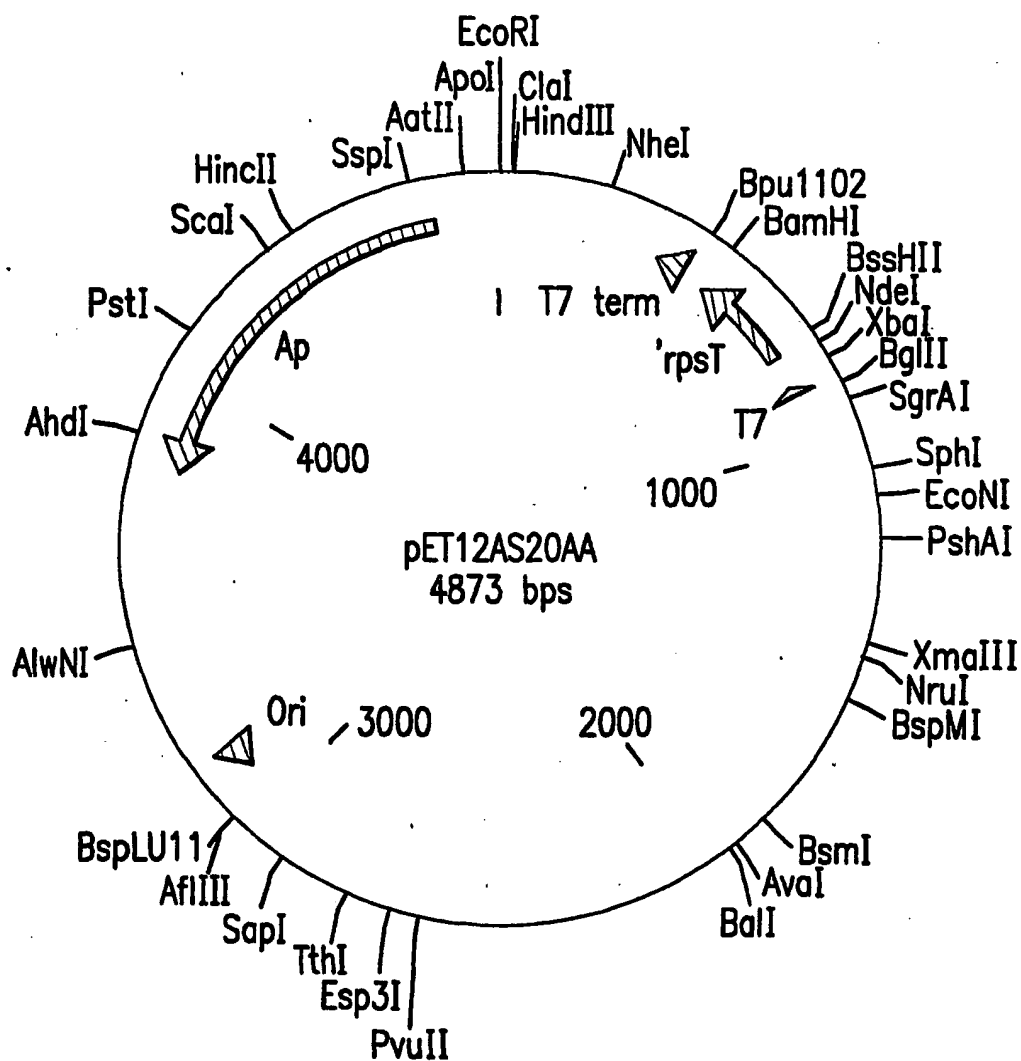 EcoRI
ApoI
ClaI
AatII
HindIII
SspI
NheI
HincII
Bpu1102
ScaI
BamHI
BssHII
PstI
1 T7 term
NdeI
XbaI
Ap
'rpsT
BglII
SgrAI
AhdI
T7
4000
SphI
1000
EcoNI
PshAI
pET12AS20AA
4873 bps
AlwNI
XmaIII
NruI
Ori
3000
2000
BspMI
BspLU11
BsmI
AflIII
AvaI
SapI
BalI
TthI
Esp3I
PvuII